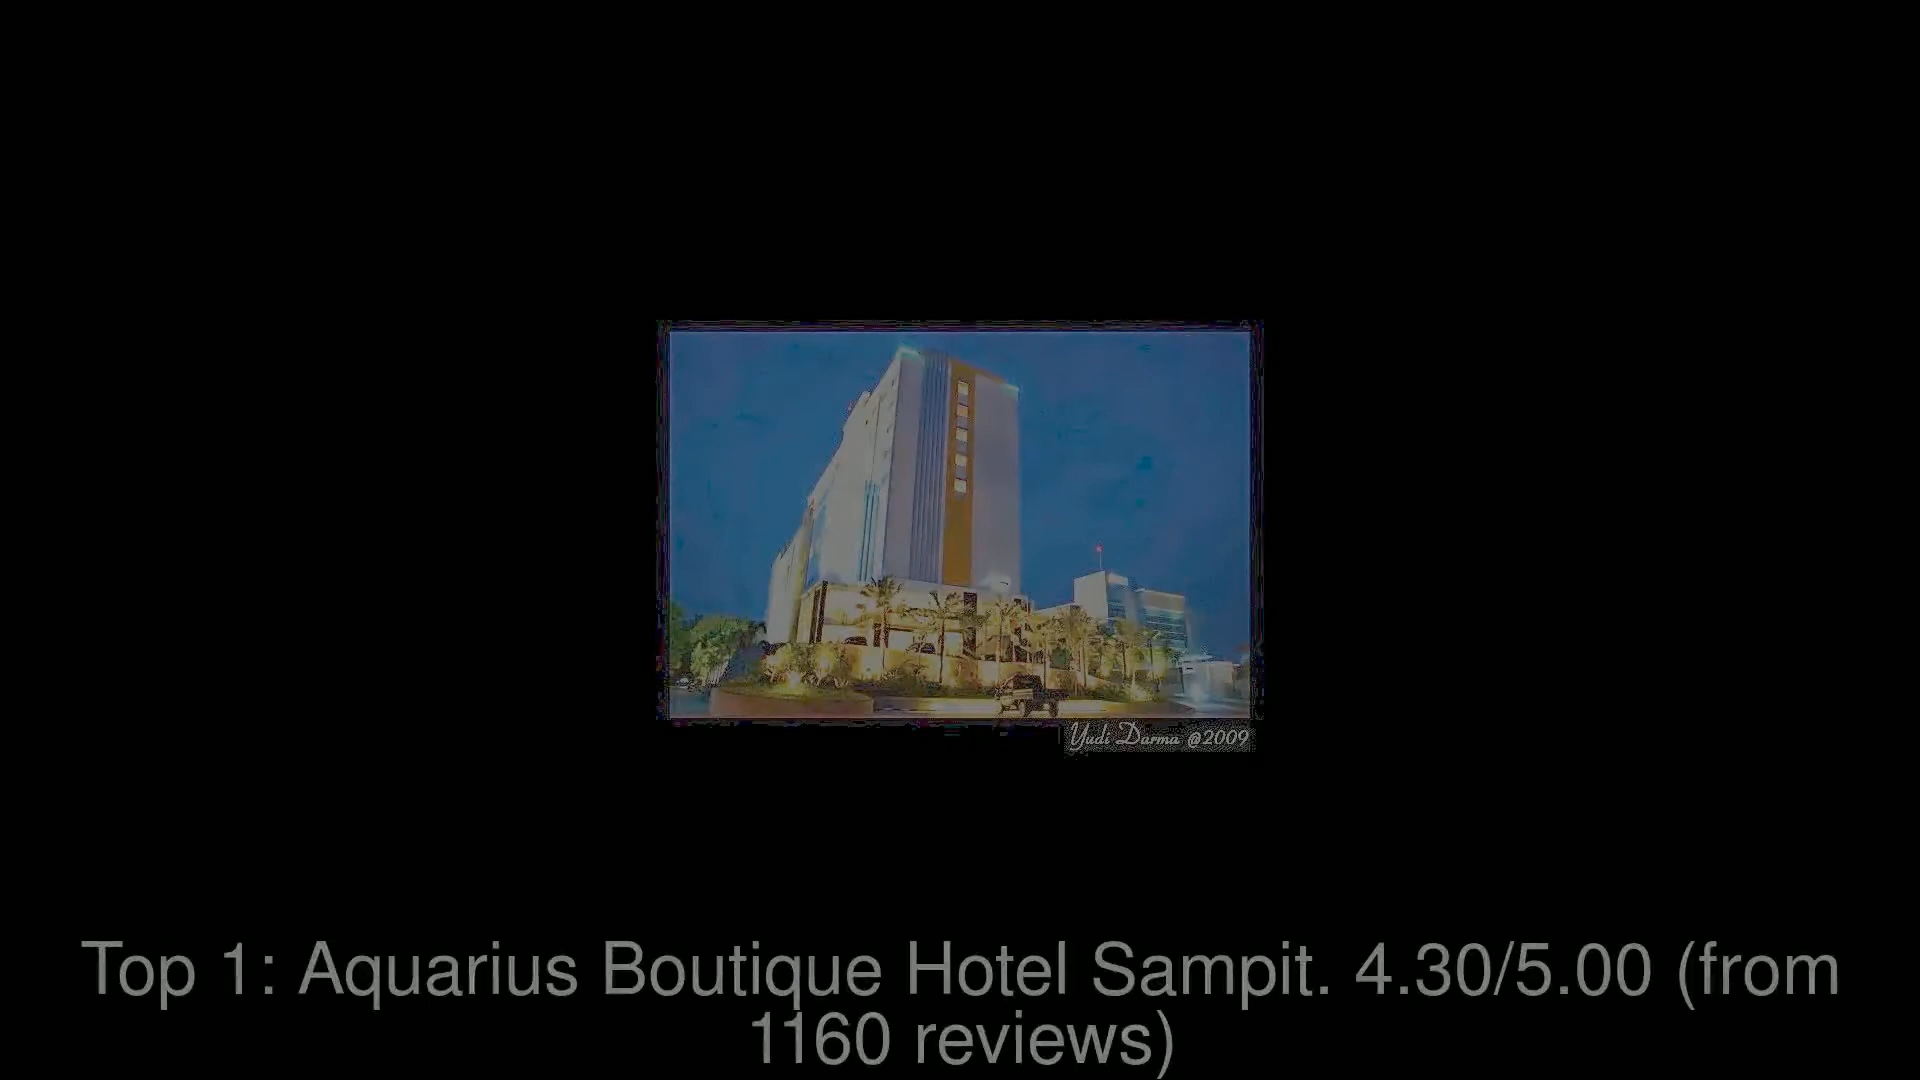 Yudi Darma @2009
Top 1: Aquarius Boutique Hotel Sampit. 4.30/5.00 (from
1160 reviews)